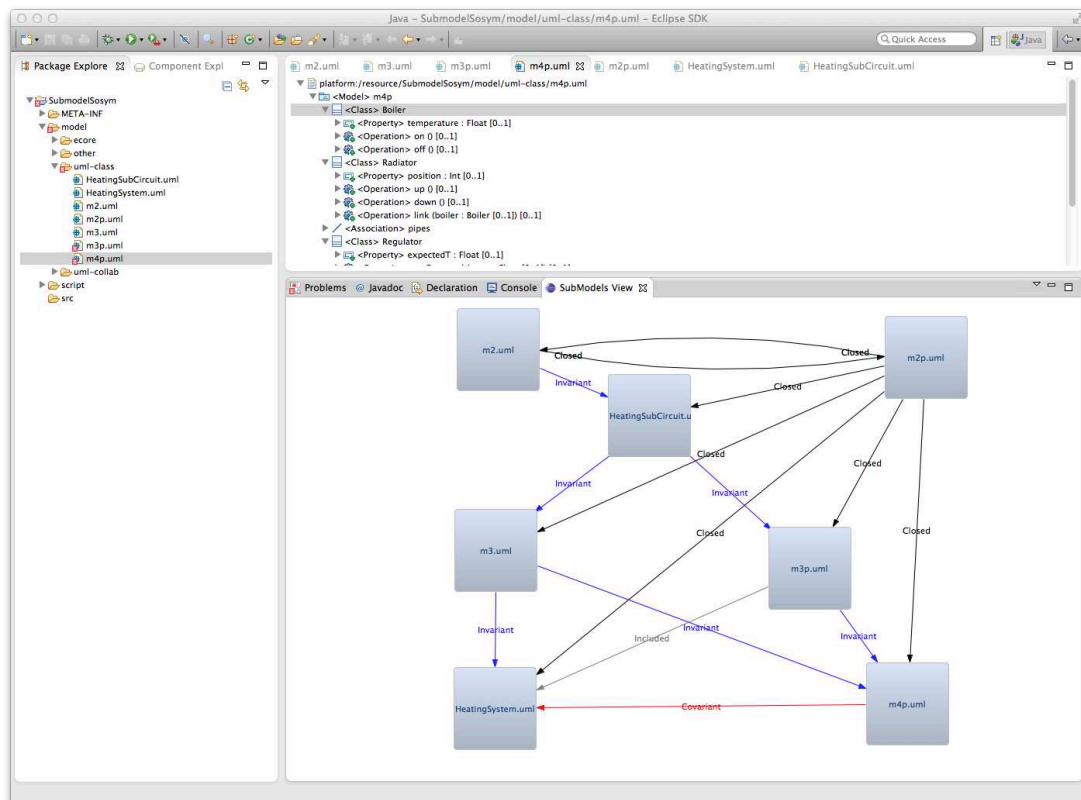 Java – SubmodelSosym/model/uml-class/m4p.uml – Eclipse SDK
Quick Access
Java
Package Explore
Component Expl
SubmodelSosym
META-INF
model
ecore
other
uml-class
HeatingSubCircuit.uml
HeatingSystem.uml
m2.uml
m2p.uml
m3.uml
m3p.uml
m4p.uml
uml-collab
script
src
m2.uml m3.uml m3p.uml m4p.uml m2p.uml HeatingSystem.uml HeatingSubCircuit.uml
platform:/resource/SubmodelSosym/model/uml-class/m4p.uml
<Model> m4p
<Class> Boiler
<Property> temperature : Float [0..1]
<Operation> on () [0..1]
<Operation> off () [0..1]
<Class> Radiator
<Property> position : Int [0..1]
<Operation> up () [0..1]
<Operation> down () [0..1]
<Operation> link (boiler : Boiler [0..1]) [0..1]
<Association> pipes
<Class> Regulator
<Property> expectedT : Float [0..1]
Problems @ Javadoc Declaration Console SubModels View
m2.uml
Closed
Closed
m2p.uml
Invariant
Closed
HeatingSubCircuit.u
Closed
Closed
Invariant
Invariant
Closed
Closed
m3.uml
m3p.uml
Invariant
Invariant
Included
Invariant
HeatingSystem.uml
Covariant
m4p.uml